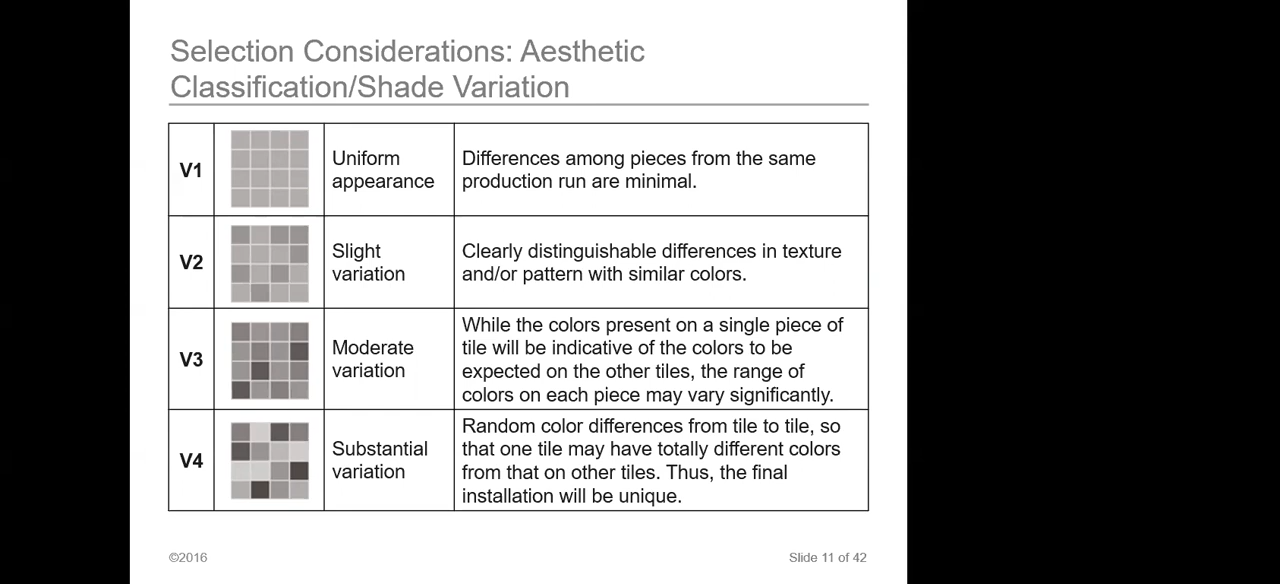 Selection Considerations: Aesthetic
Classification/Shade Variation
V1
Uniform
appearance
Differences among pieces from the same
production run are minimal.
V2
Slight
variation
Clearly distinguishable differences in texture
and/or pattern with similar colors.
V3
Moderate
variation
While the colors present on a single piece of
tile will be indicative of the colors to be
expected on the other tiles, the range of
colors on each piece may vary significantly.
V4
Substantial
variation
Random color differences from tile to tile, so
that one tile may have totally different colors
from that on other tiles. Thus, the final
installation will be unique.
©2016
Slide 11 of 42